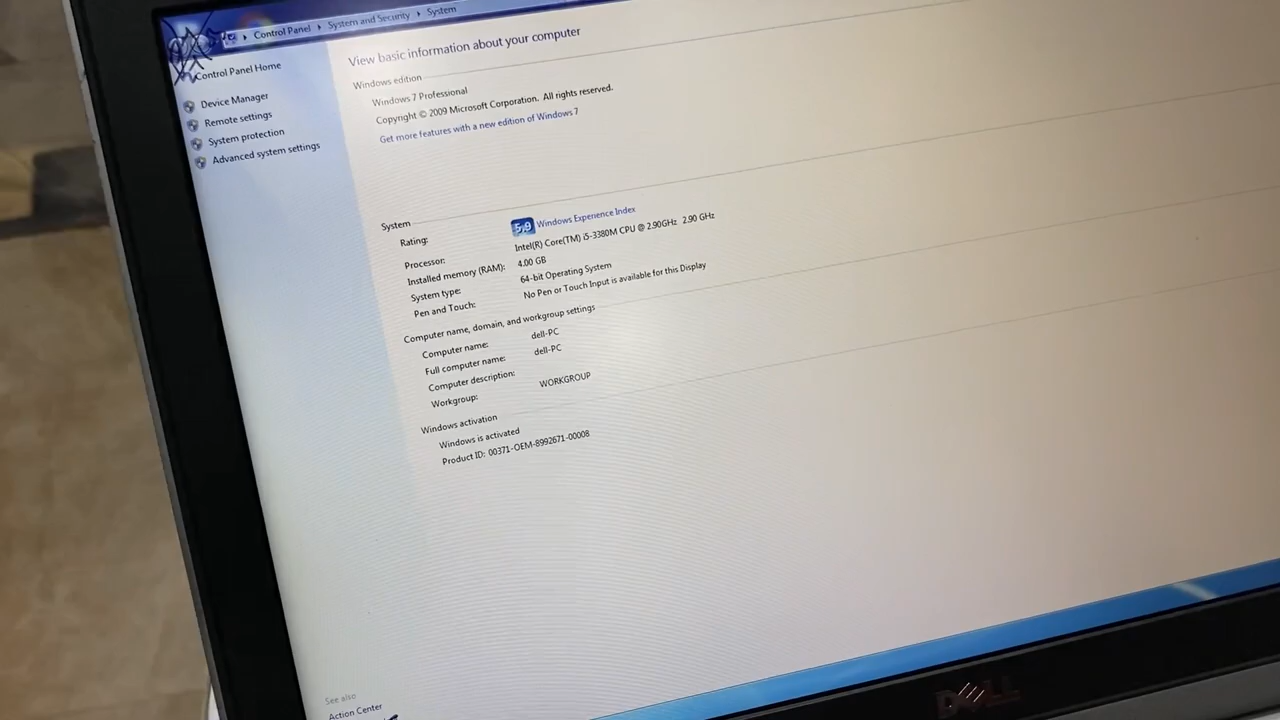 Control Panel ▸ System and Security ▸ System
Control Panel Home
Device Manager
Remote settings
System protection
Advanced system settings
View basic information about your computer
Windows edition
Windows 7 Professional
Copyright © 2009 Microsoft Corporation. All rights reserved.
Get more features with a new edition of Windows 7
System
Rating: 5,9 Windows Experience Index
Processor: Intel(R) Core(TM) i5-3380M CPU @ 2.90GHz 2.90 GHz
Installed memory (RAM): 4.00 GB
System type: 64-bit Operating System
Pen and Touch: No Pen or Touch Input is available for this Display
Computer name, domain, and workgroup settings
Computer name: dell-PC
Full computer name: dell-PC
Computer description:
Workgroup: WORKGROUP
Windows activation
Windows is activated
Product ID: 00371-OEM-8992671-00008
See also
Action Center
DELL